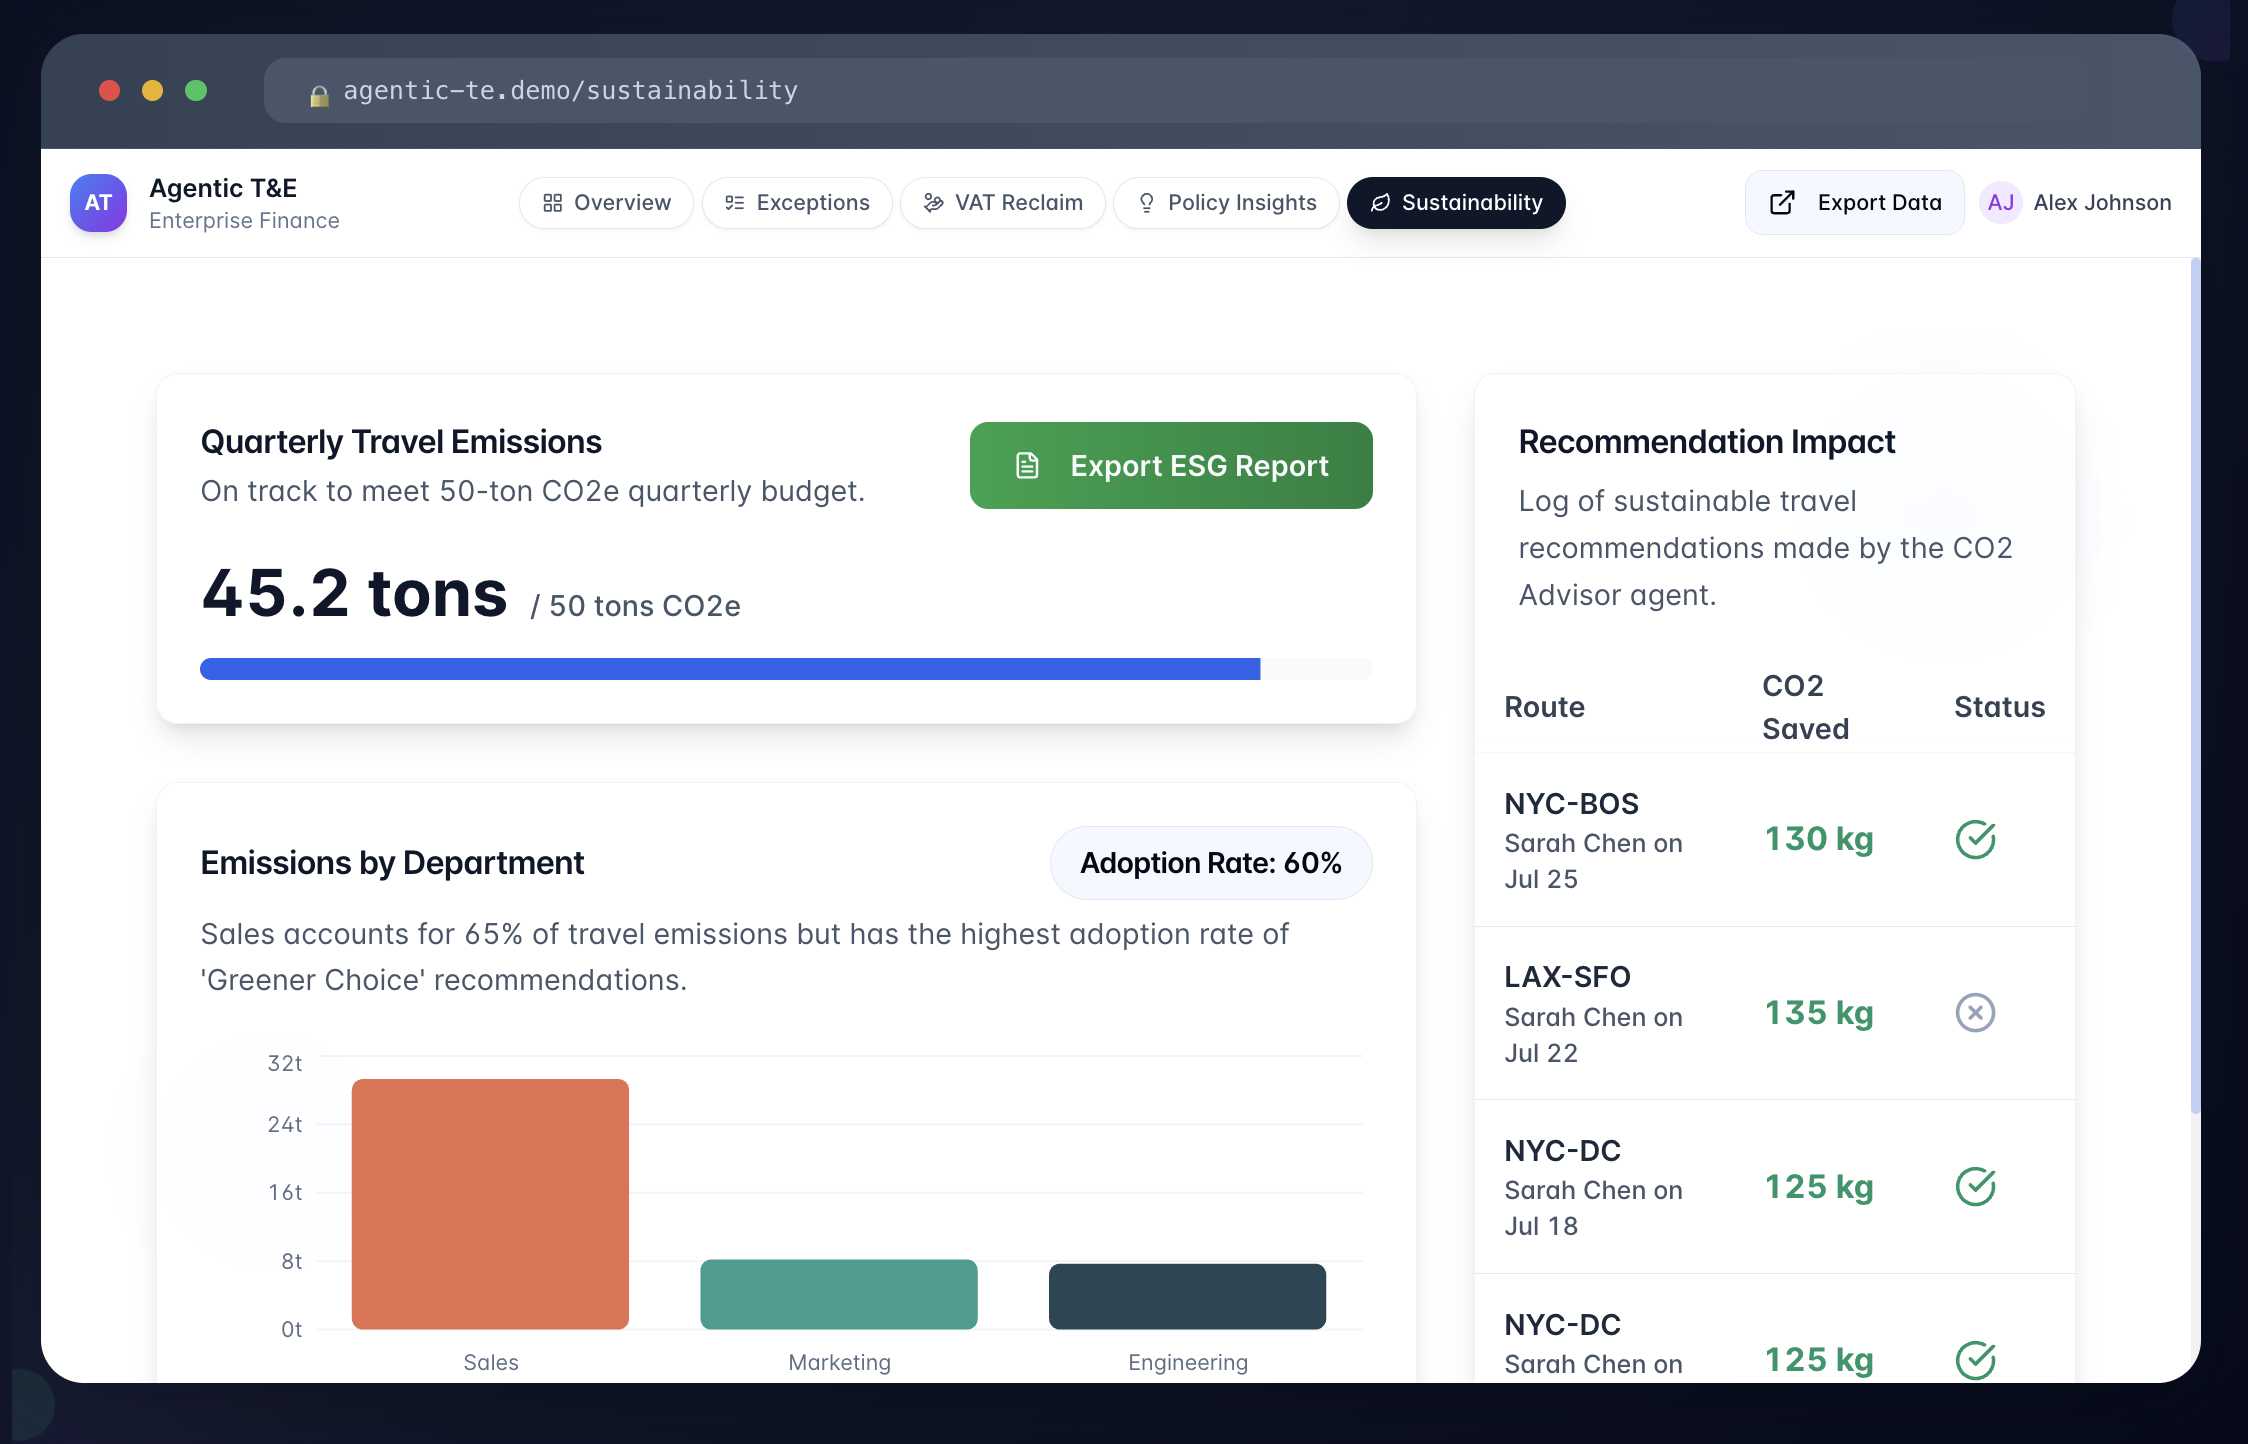 agentic-te.demo/sustainability
AT
Agentic T&E
Enterprise Finance
Overview
Exceptions
VAT Reclaim
Policy Insights
Sustainability
Export Data
AJ
Alex Johnson
Quarterly Travel Emissions
On track to meet 50-ton CO2e quarterly budget.
Export ESG Report
45.2 tons / 50 tons CO2e
Emissions by Department
Adoption Rate: 60%
Sales accounts for 65% of travel emissions but has the highest adoption rate of
'Greener Choice' recommendations.
32t
24t
16t
8t
0t
Sales
Marketing
Engineering
Recommendation Impact
Log of sustainable travel
recommendations made by the CO2
Advisor agent.
Route
CO2
Saved
Status
NYC-BOS
Sarah Chen on
Jul 25
130 kg
LAX-SFO
Sarah Chen on
Jul 22
135 kg
NYC-DC
Sarah Chen on
Jul 18
125 kg
NYC-DC
Sarah Chen on
125 kg